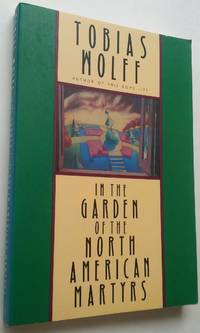 TOBIAS
WOLFF
AUTHOR OF THIS BOY'S LIFE
IN THE
GARDEN
OF THE
NORTH
AMERICAN
MARTYRS